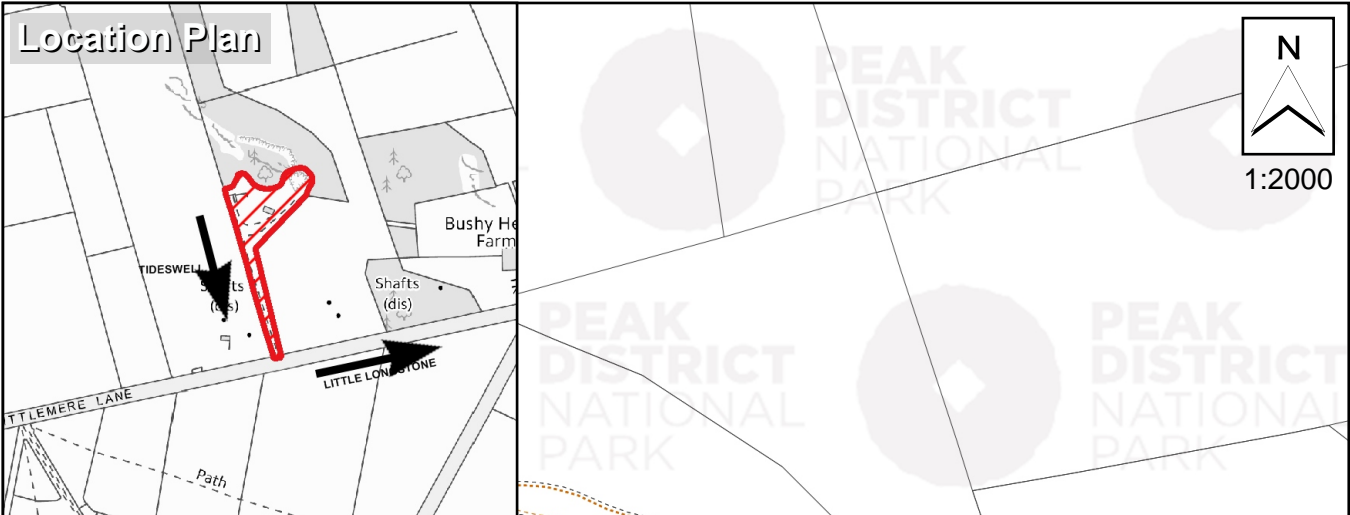 Location Plan
TIDESWELL
Shafts
(dis)
Bushy He
Farm
Shafts
(dis)
LITTLE LONGSTONE
TTLEMERE LANE
Path
PEAK
DISTRICT
NATIONAL
PARK
N
1:2000
PEAK
DISTRICT
NATIONAL
PARK
PEAK
DISTRICT
NATIONAL
PARK